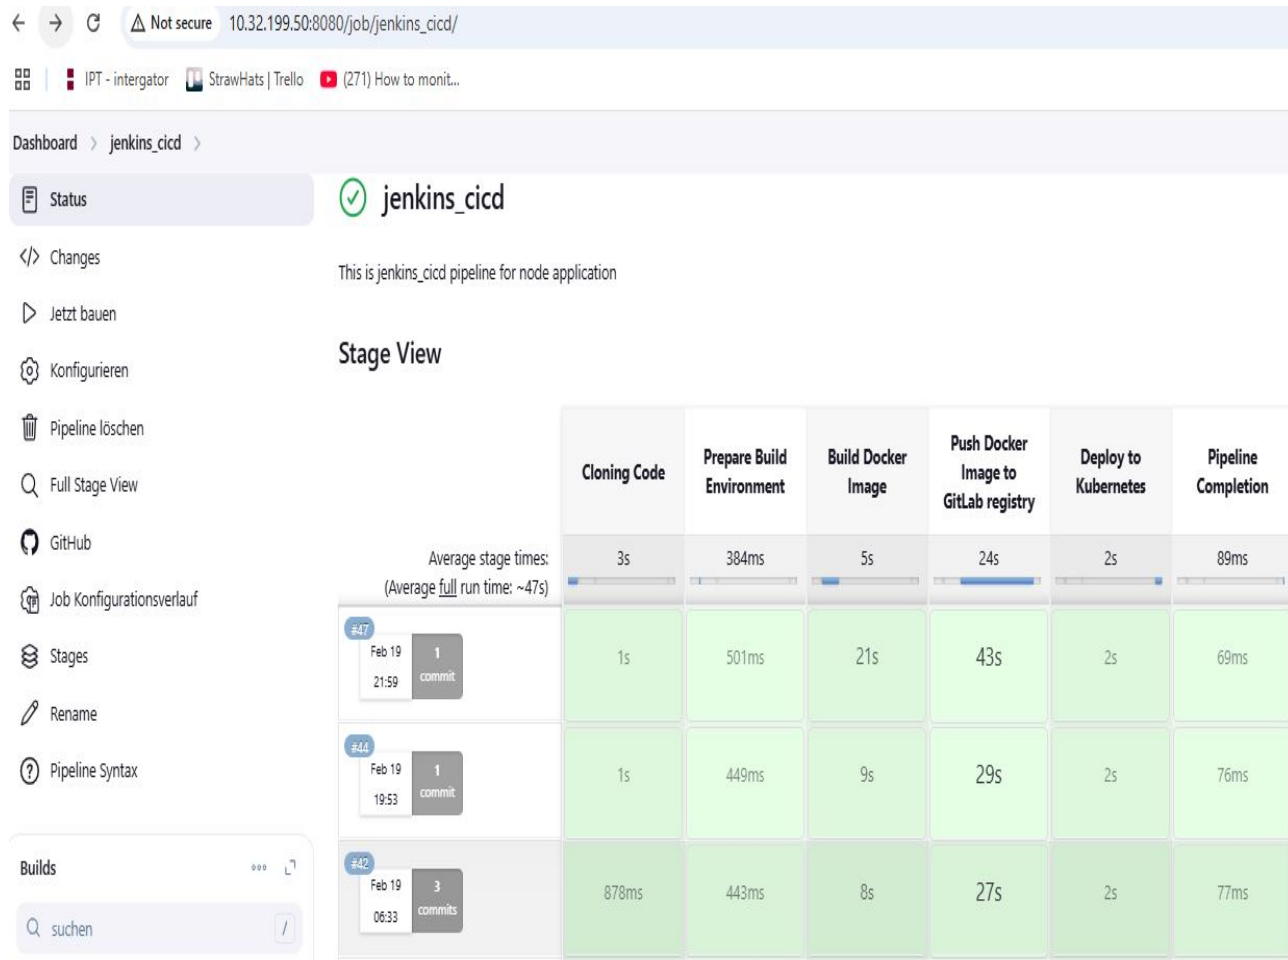 Not secure 10.32.199.50:8080/job/jenkins_cicd/
IPT - intergator StrawHats | Trello (271) How to monit...
Dashboard jenkins_cicd
Status
Changes
Jetzt bauen
Konfigurieren
Pipeline löschen
Full Stage View
GitHub
Job Konfigurationsverlauf
Stages
Rename
Pipeline Syntax
Builds
suchen /
jenkins_cicd
This is jenkins_cicd pipeline for node application
Stage View
Cloning Code
Prepare Build
Environment
Build Docker
Image
Push Docker
Image to
GitLab registry
Deploy to
Kubernetes
Pipeline
Completion
Average stage times:
(Average full run time: ~47s)
3s 384ms 5s 24s 2s 89ms
#47
Feb 19
21:59
1
commit
1s 501ms 21s 43s 2s 69ms
#44
Feb 19
19:53
1
commit
1s 449ms 9s 29s 2s 76ms
#42
Feb 19
06:33
3
commits
878ms 443ms 8s 27s 2s 77ms